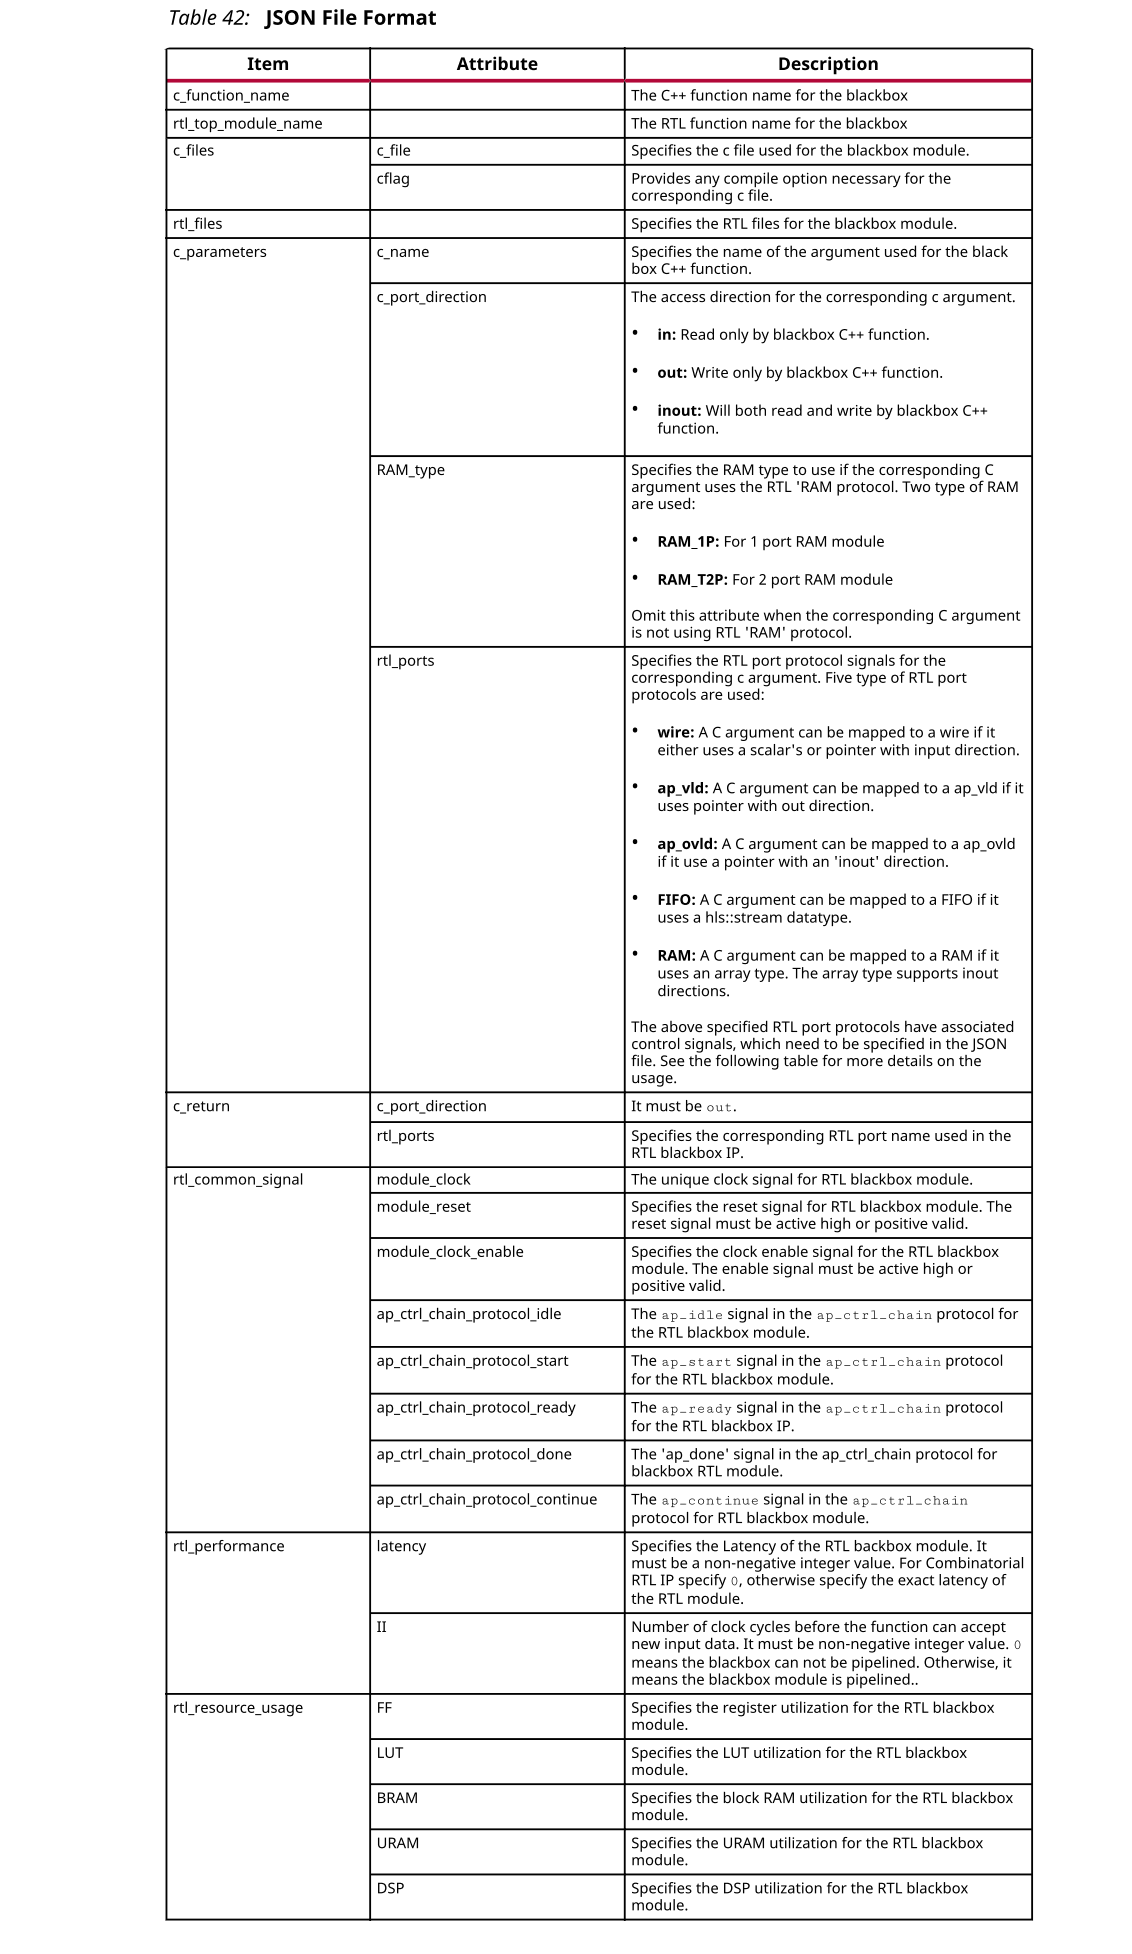 Table 42: JSON File Format
Item Attribute Description
c_function_name The C++ function name for the blackbox
rtl_top_module_name The RTL function name for the blackbox
c_files c_file Specifies the c file used for the blackbox module.
cflag Provides any compile option necessary for the
corresponding c file.
rtl_files Specifies the RTL files for the blackbox module.
c_parameters c_name Specifies the name of the argument used for the black
box C++ function.
c_port_direction The access direction for the corresponding c argument.
• in: Read only by blackbox C++ function.
• out: Write only by blackbox C++ function.
• inout: Will both read and write by blackbox C++
function.
RAM_type Specifies the RAM type to use if the corresponding C
argument uses the RTL 'RAM protocol. Two type of RAM
are used:
• RAM_1P: For 1 port RAM module
• RAM_T2P: For 2 port RAM module
Omit this attribute when the corresponding C argument
is not using RTL 'RAM' protocol.
rtl_ports Specifies the RTL port protocol signals for the
corresponding c argument. Five type of RTL port
protocols are used:
• wire: A C argument can be mapped to a wire if it
either uses a scalar's or pointer with input direction.
• ap_vld: A C argument can be mapped to a ap_vld if it
uses pointer with out direction.
• ap_ovld: A C argument can be mapped to a ap_ovld
if it use a pointer with an 'inout' direction.
• FIFO: A C argument can be mapped to a FIFO if it
uses a hls::stream datatype.
• RAM: A C argument can be mapped to a RAM if it
uses an array type. The array type supports inout
directions.
The above specified RTL port protocols have associated
control signals, which need to be specified in the JSON
file. See the following table for more details on the
usage.
c_return c_port_direction It must be out.
rtl_ports Specifies the corresponding RTL port name used in the
RTL blackbox IP.
rtl_common_signal module_clock The unique clock signal for RTL blackbox module.
module_reset Specifies the reset signal for RTL blackbox module. The
reset signal must be active high or positive valid.
module_clock_enable Specifies the clock enable signal for the RTL blackbox
module. The enable signal must be active high or
positive valid.
ap_ctrl_chain_protocol_idle The ap_idle signal in the ap_ctrl_chain protocol for
the RTL blackbox module.
ap_ctrl_chain_protocol_start The ap_start signal in the ap_ctrl_chain protocol
for the RTL blackbox module.
ap_ctrl_chain_protocol_ready The ap_ready signal in the ap_ctrl_chain protocol
for the RTL blackbox IP.
ap_ctrl_chain_protocol_done The 'ap_done' signal in the ap_ctrl_chain protocol for
blackbox RTL module.
ap_ctrl_chain_protocol_continue The ap_continue signal in the ap_ctrl_chain
protocol for RTL blackbox module.
rtl_performance latency Specifies the Latency of the RTL backbox module. It
must be a non-negative integer value. For Combinatorial
RTL IP specify 0, otherwise specify the exact latency of
the RTL module.
II Number of clock cycles before the function can accept
new input data. It must be non-negative integer value. 0
means the blackbox can not be pipelined. Otherwise, it
means the blackbox module is pipelined..
rtl_resource_usage FF Specifies the register utilization for the RTL blackbox
module.
LUT Specifies the LUT utilization for the RTL blackbox
module.
BRAM Specifies the block RAM utilization for the RTL blackbox
module.
URAM Specifies the URAM utilization for the RTL blackbox
module.
DSP Specifies the DSP utilization for the RTL blackbox
module.